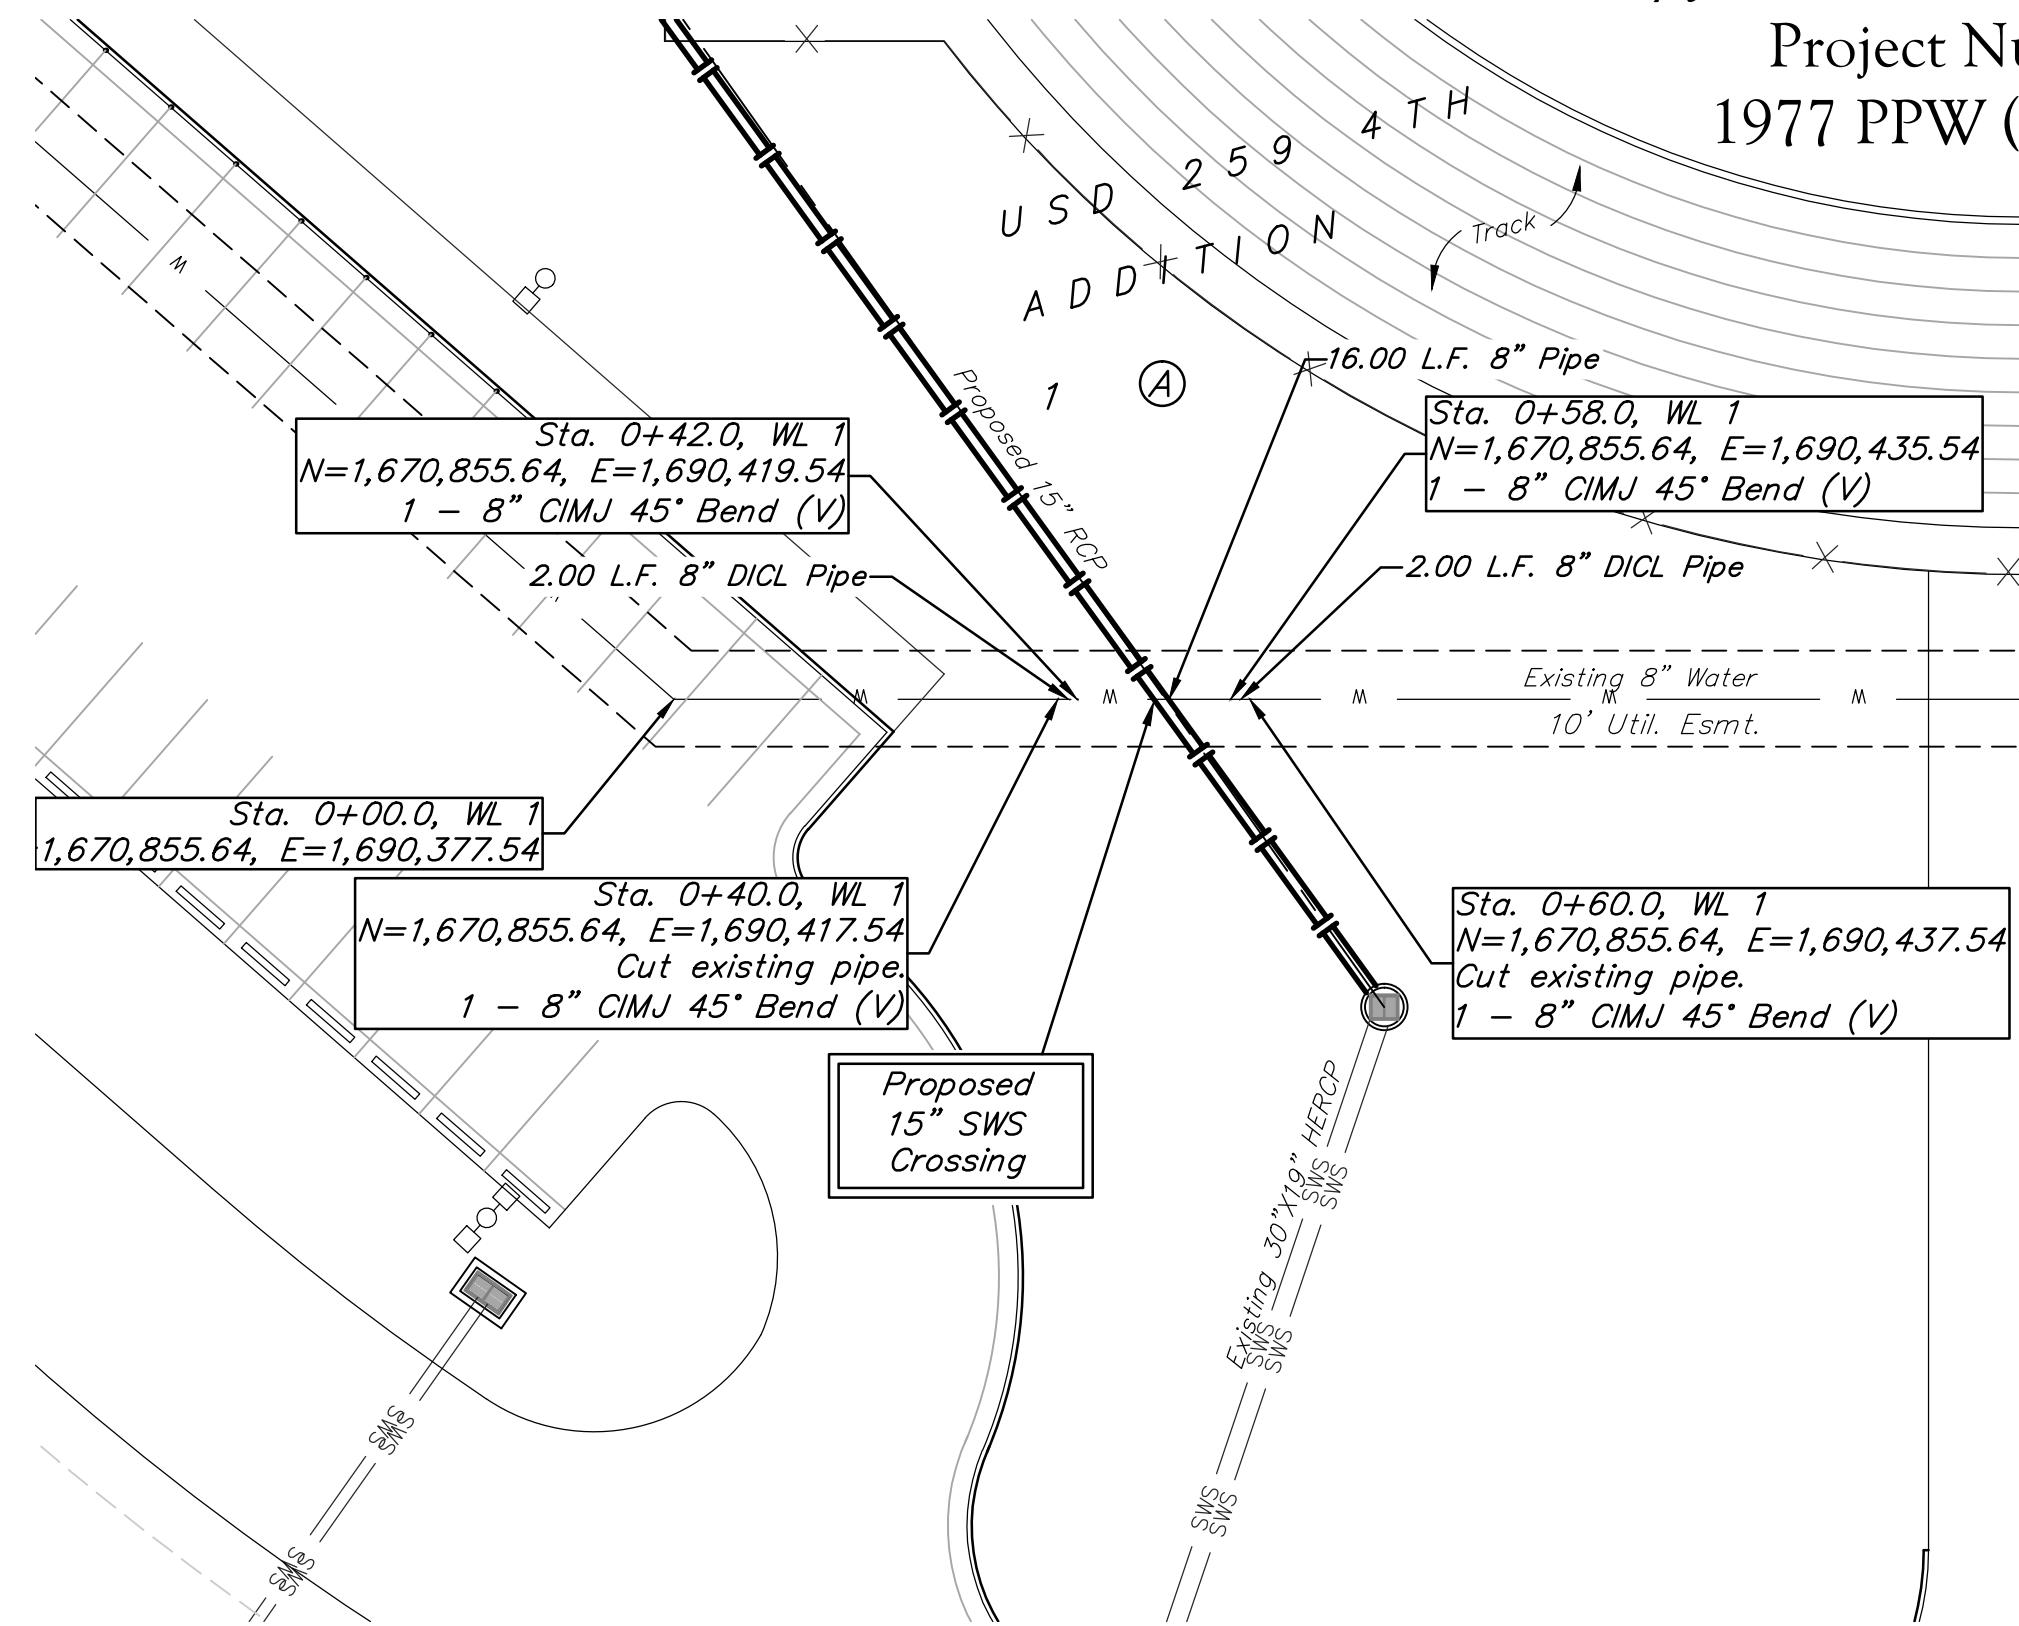 Project Nu
1977 PPW (
USD 259 4TH
ADDITION
1
A
Track
Proposed 15” RCP
16.00 L.F. 8” Pipe
Sta. 0+42.0, WL 1
N=1,670,855.64, E=1,690,419.54
1 – 8” CIMJ 45° Bend (V)
Sta. 0+58.0, WL 1
N=1,670,855.64, E=1,690,435.54
1 – 8” CIMJ 45° Bend (V)
2.00 L.F. 8” DICL Pipe
2.00 L.F. 8” DICL Pipe
W
W
W
W
W
W
Existing 8” Water
10’ Util. Esmt.
Sta. 0+00.0, WL 1
1,670,855.64, E=1,690,377.54
Sta. 0+40.0, WL 1
N=1,670,855.64, E=1,690,417.54
Cut existing pipe.
1 – 8” CIMJ 45° Bend (V)
Sta. 0+60.0, WL 1
N=1,670,855.64, E=1,690,437.54
Cut existing pipe.
1 – 8” CIMJ 45° Bend (V)
Proposed
15” SWS
Crossing
Existing 30”X19” HERCP
SWS
SWS
SWS
SWS
SWS
SWS
SWS
SWS
SWS
SWS